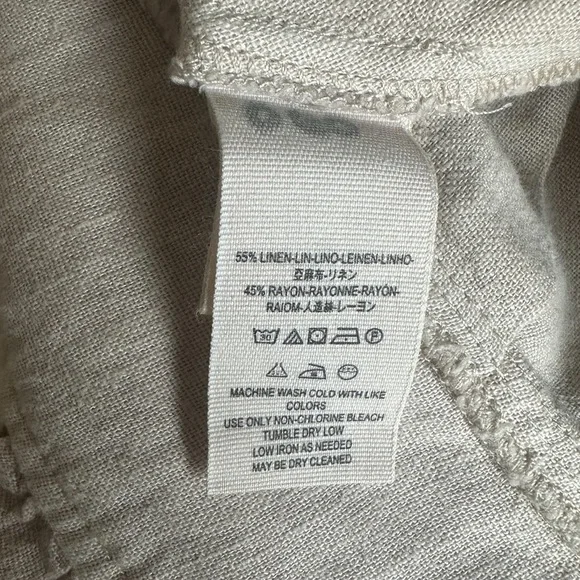 55% LINEN-LIN-LINO-LEINEN-LINHO-
亞麻布-リネン
45% RAYON-RAYONNE-RAYÓN-
RAIOM-人造絲-レーヨン
30
P
MACHINE WASH COLD WITH LIKE
COLORS
USE ONLY NON-CHLORINE BLEACH
TUMBLE DRY LOW
LOW IRON AS NEEDED
MAY BE DRY CLEANED